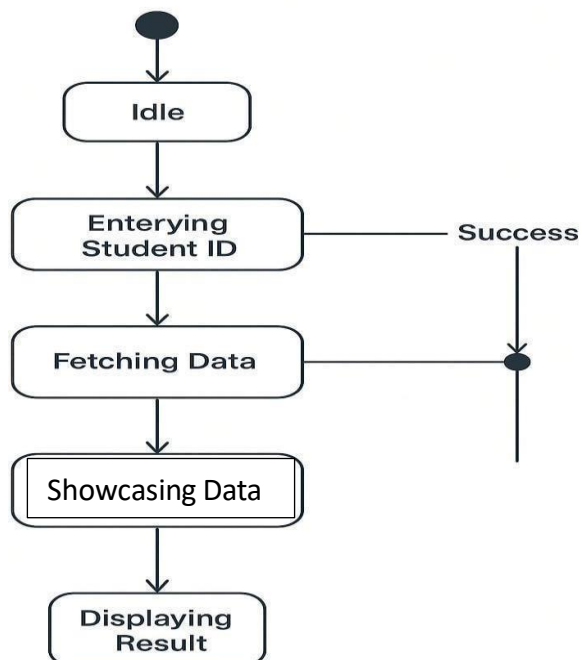 Idle
Enterying
Student ID
Success
Fetching Data
Showcasing Data
Displaying
Result